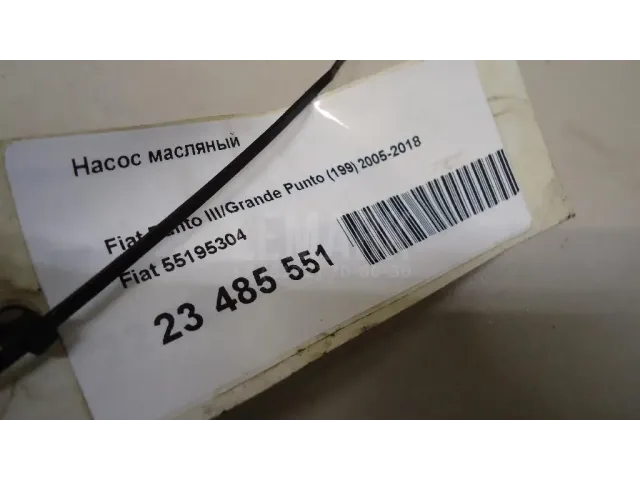 Насос масляный
Fiat Punto III/Grande Punto (199) 2005-2018
Fiat 55195304
23 485 551